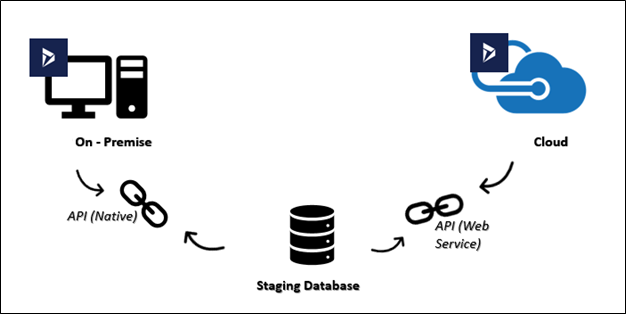 On - Premise
Cloud
API (Native)
API (Web
Service)
Staging Database